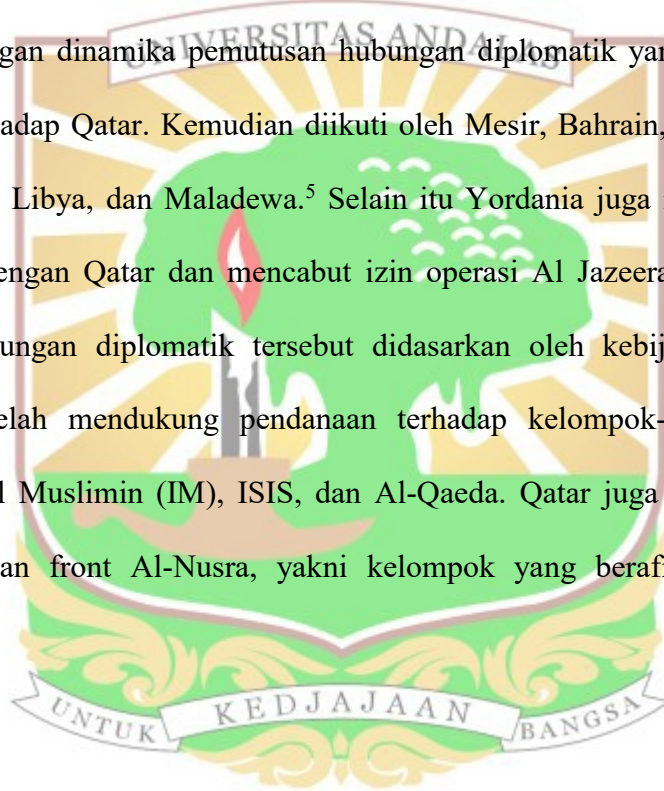 UNIVERSITAS ANDALAS
gan dinamika pemutusan hubungan diplomatik yan
adap Qatar. Kemudian diikuti oleh Mesir, Bahrain,
Libya, dan Maladewa.⁵ Selain itu Yordania juga
engan Qatar dan mencabut izin operasi Al Jazeera
ungan diplomatik tersebut didasarkan oleh kebij
elah mendukung pendanaan terhadap kelompok-
l Muslimin (IM), ISIS, dan Al-Qaeda. Qatar juga
an front Al-Nusra, yakni kelompok yang berafi
UNTUK KEDJAJAAN BANGSA